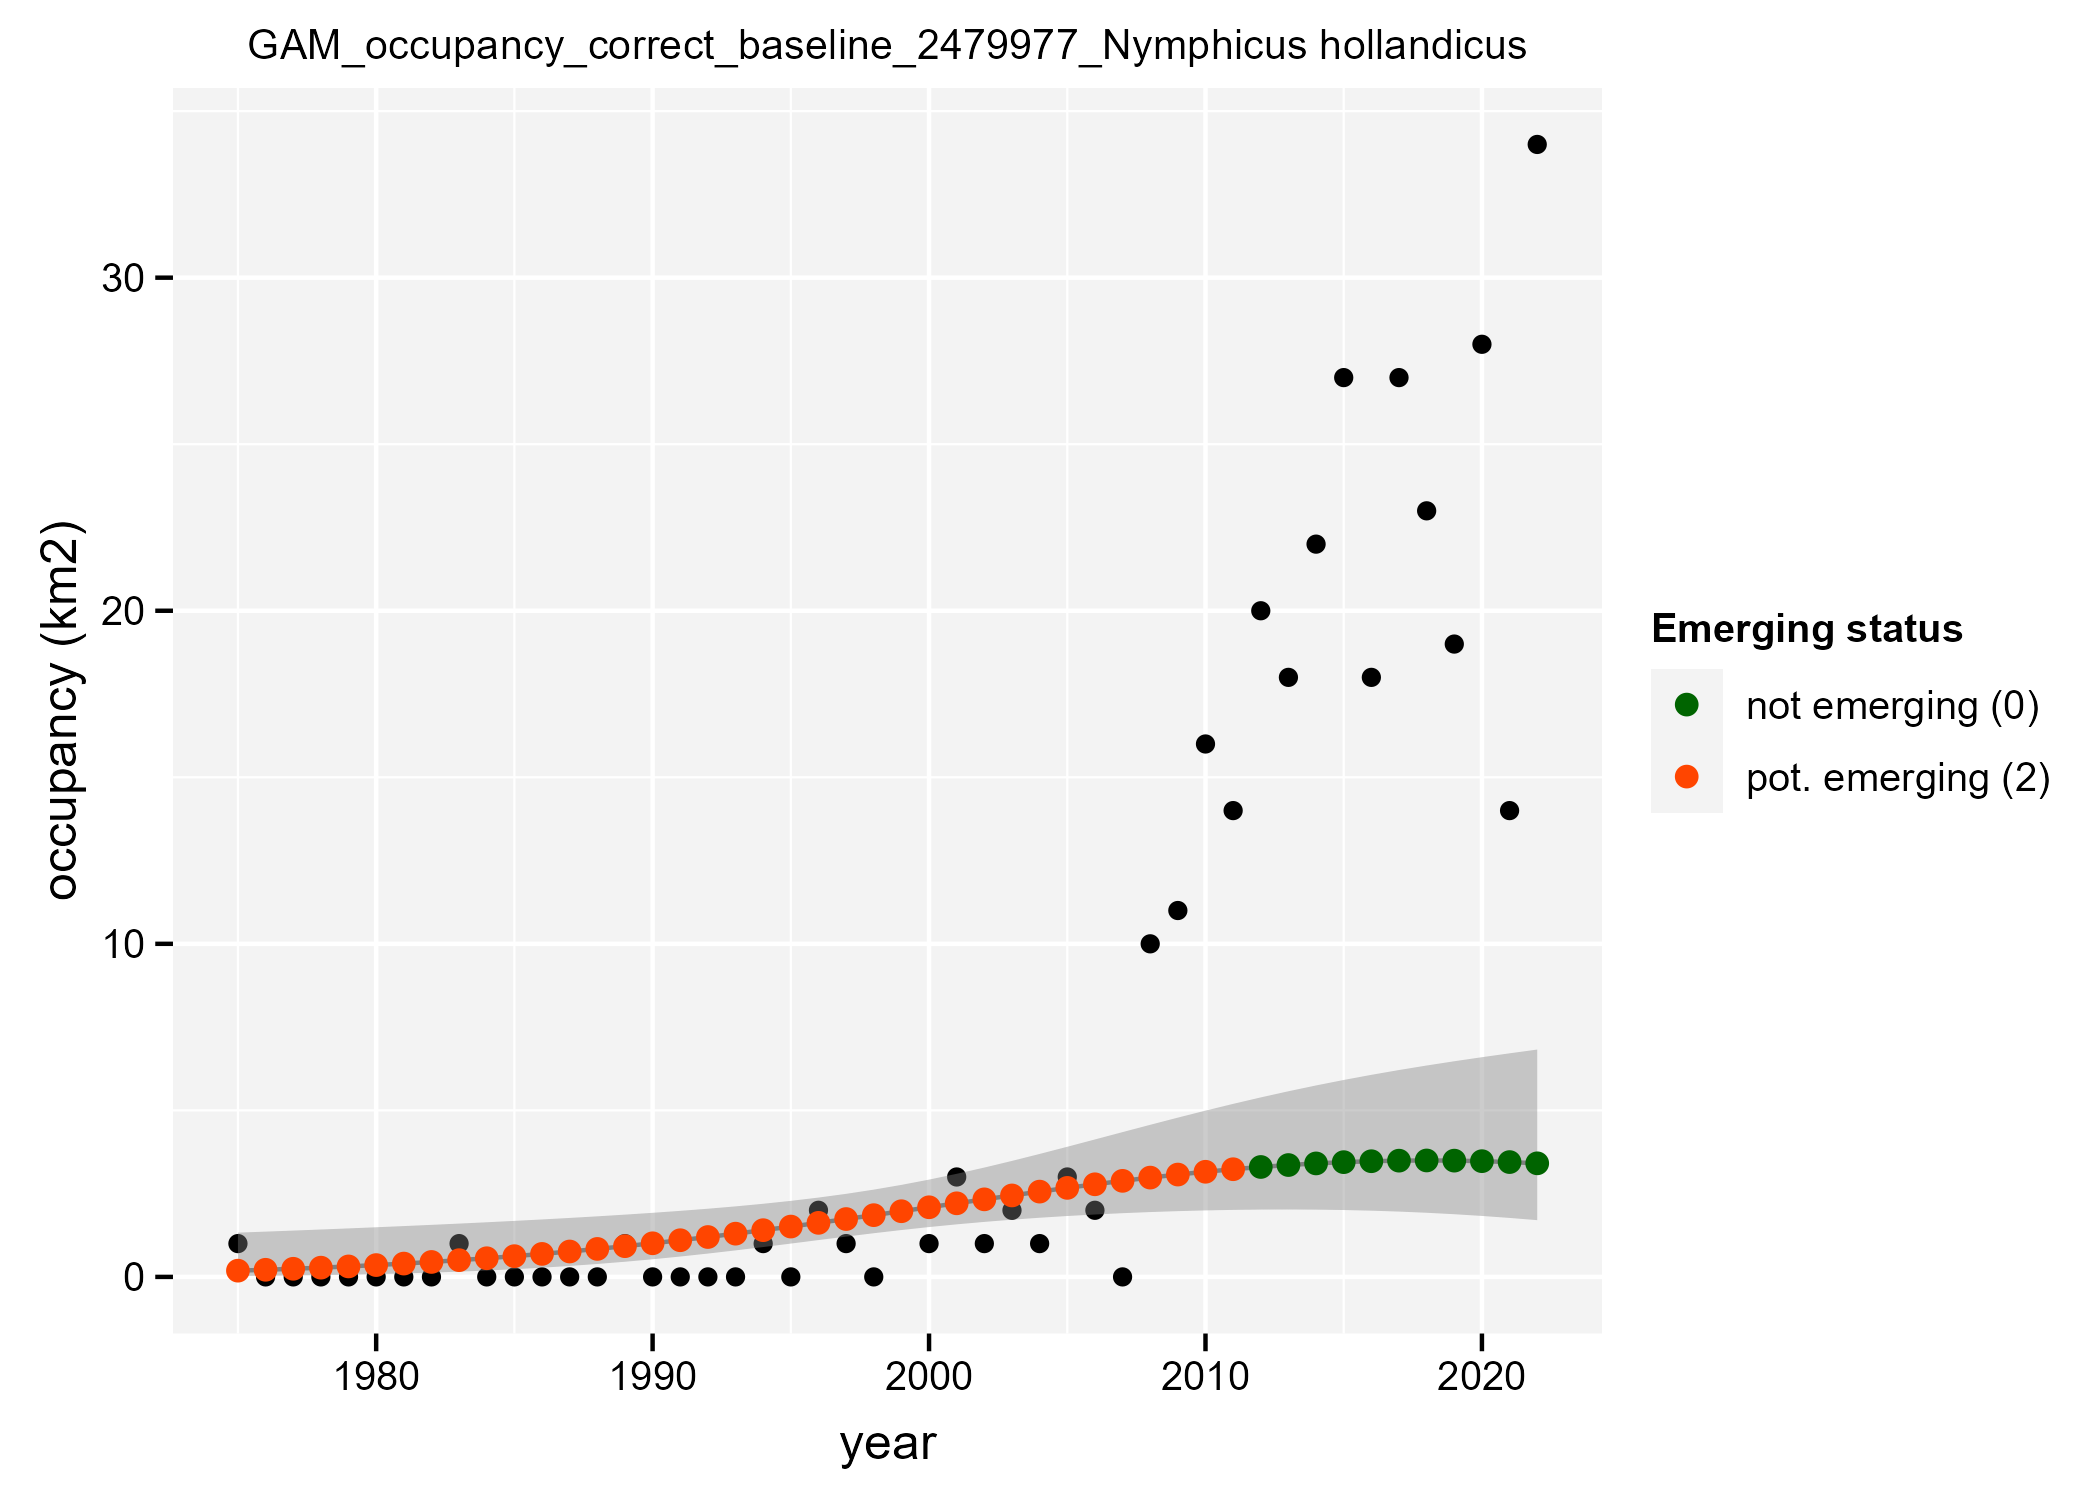 GAM_occupancy_correct_baseline_2479977_Nymphicus hollandicus
occupancy (km2)
30
20
10
0
1980
1990
2000
2010
2020
year
Emerging status
not emerging (0)
pot. emerging (2)